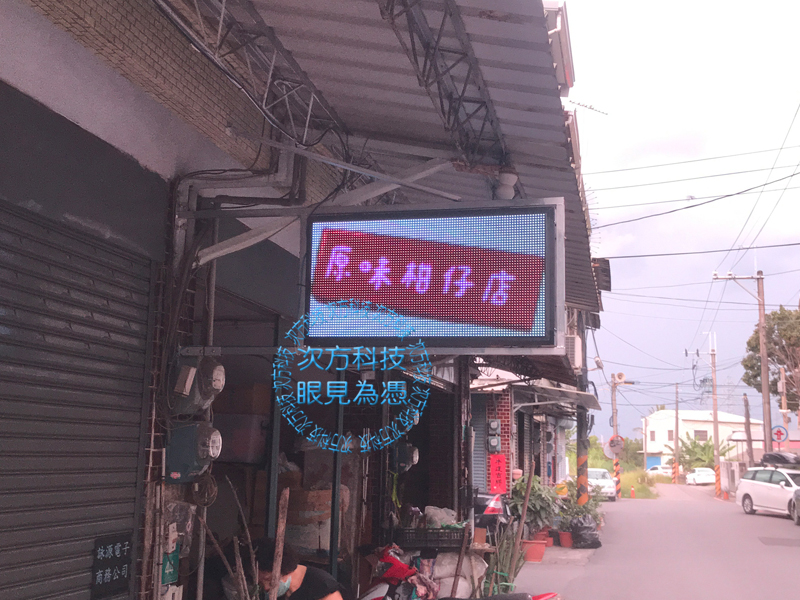 原味柑仔店
次方科技
眼見為憑
詠源電子
商務公司